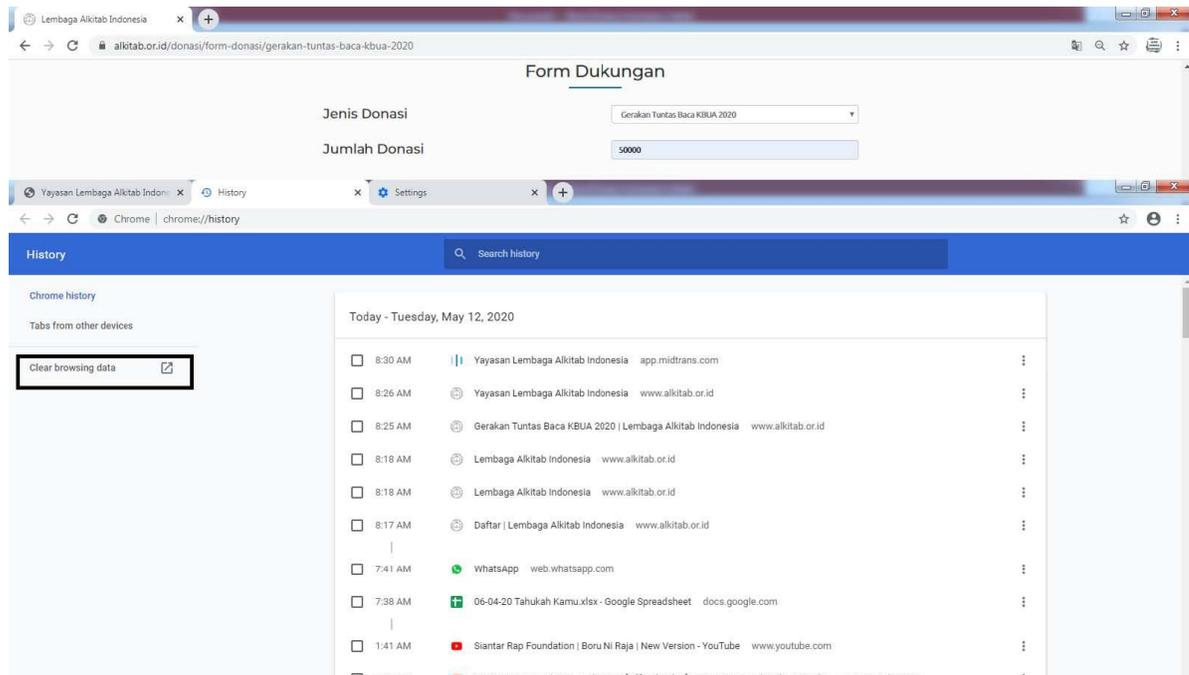 Lembaga Alkitab Indonesia
alkitab.or.id/donasi/form-donasi/gerakan-tuntas-baca-kbua-2020
Form Dukungan
Jenis Donasi Gerakan Tuntas Baca KBUA 2020
Jumlah Donasi 50000
Yayasan Lembaga Alkitab Indone History Settings
Chrome | chrome://history
History Search history
Chrome history
Tabs from other devices
Clear browsing data
Today - Tuesday, May 12, 2020
8:30 AM Yayasan Lembaga Alkitab Indonesia app.midtrans.com
8:26 AM Yayasan Lembaga Alkitab Indonesia www.alkitab.or.id
8:25 AM Gerakan Tuntas Baca KBUA 2020 | Lembaga Alkitab Indonesia www.alkitab.or.id
8:18 AM Lembaga Alkitab Indonesia www.alkitab.or.id
8:18 AM Lembaga Alkitab Indonesia www.alkitab.or.id
8:17 AM Daftar | Lembaga Alkitab Indonesia www.alkitab.or.id
7:41 AM WhatsApp web.whatsapp.com
7:38 AM 06-04-20 Tahukah Kamu.xlsx - Google Spreadsheet docs.google.com
1:41 AM Siantar Rap Foundation | Boru Ni Raja | New Version - YouTube www.youtube.com